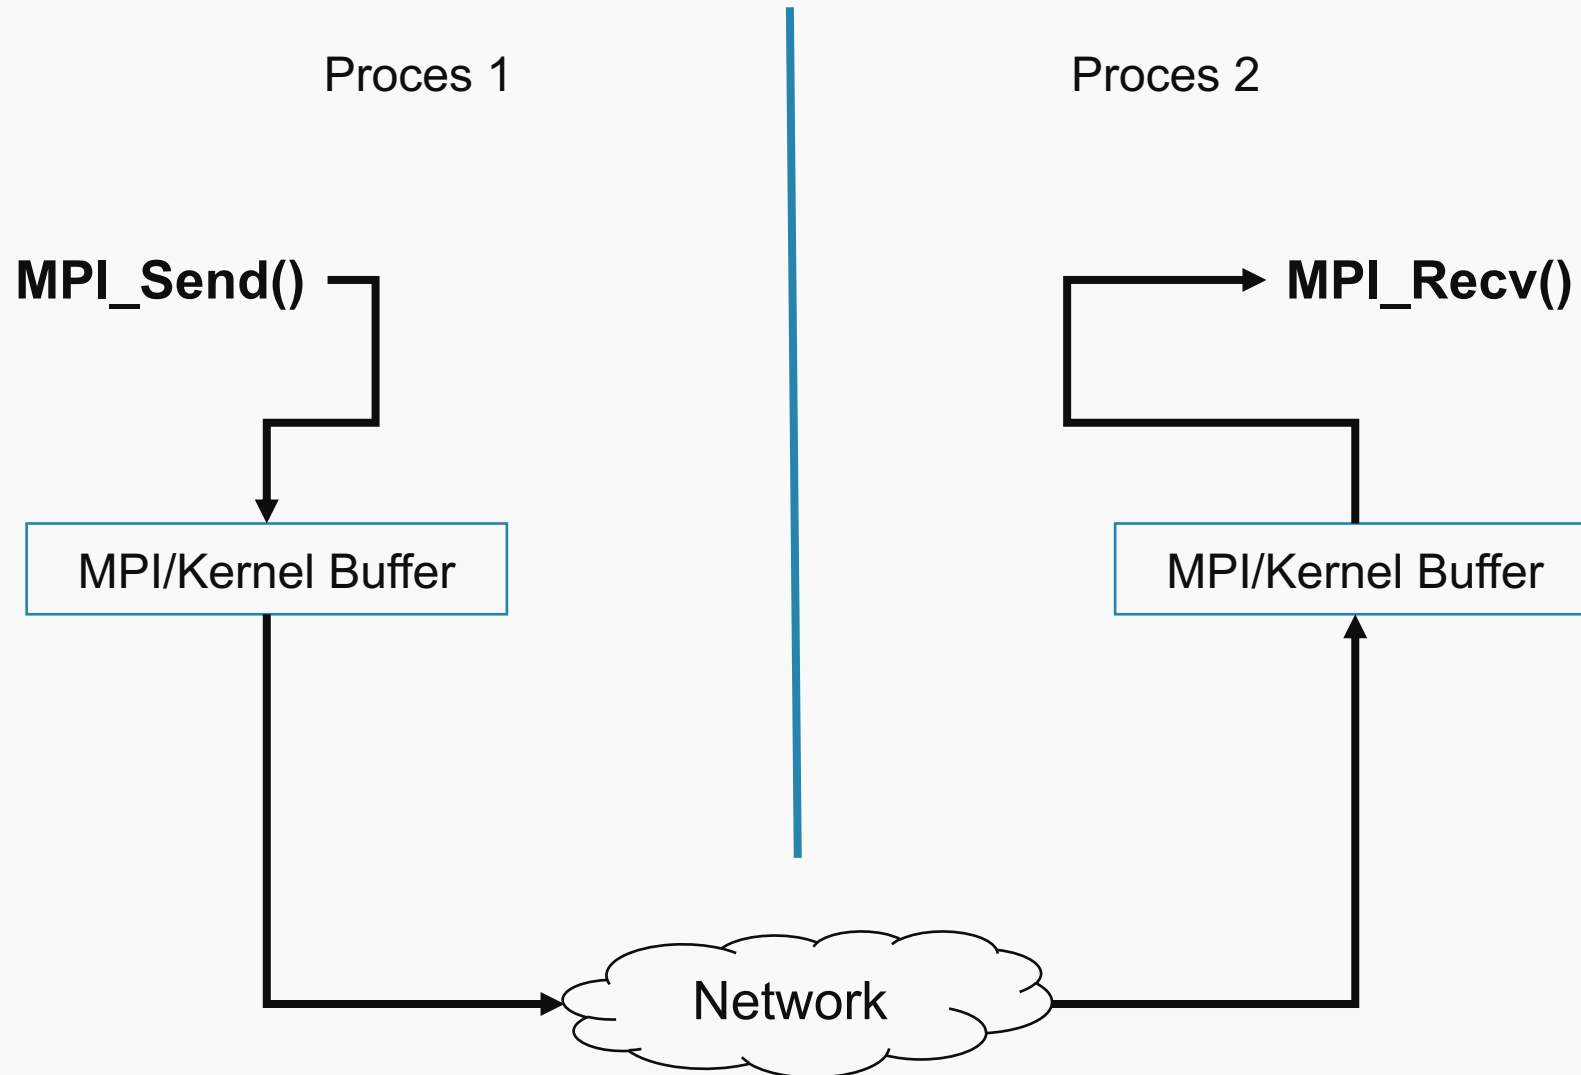 Proces 1
Proces 2
MPI_Send()
MPI_Recv()
MPI/Kernel Buffer
MPI/Kernel Buffer
Network